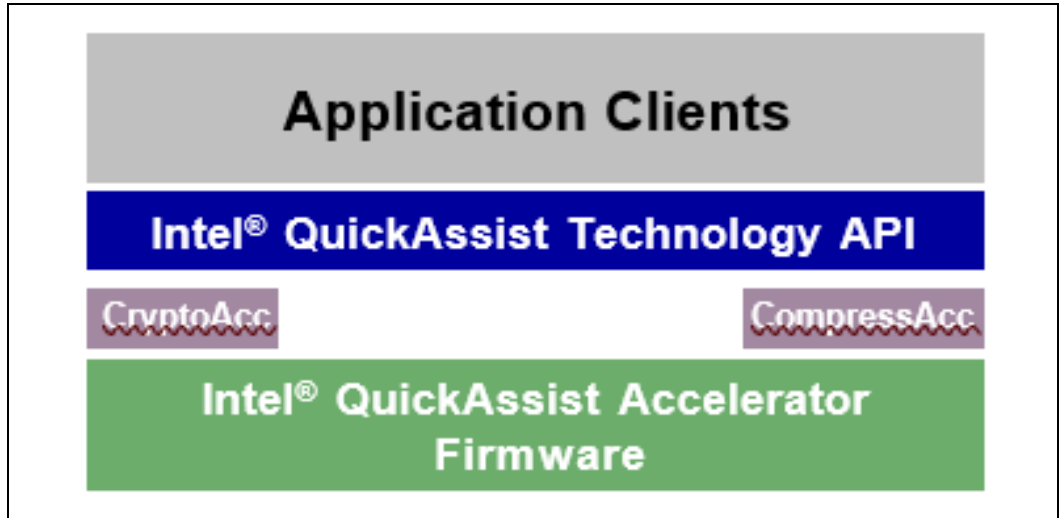 Application Clients
Intel® QuickAssist Technology API
CryptoAcc CompressAcc
Intel® QuickAssist Accelerator
Firmware